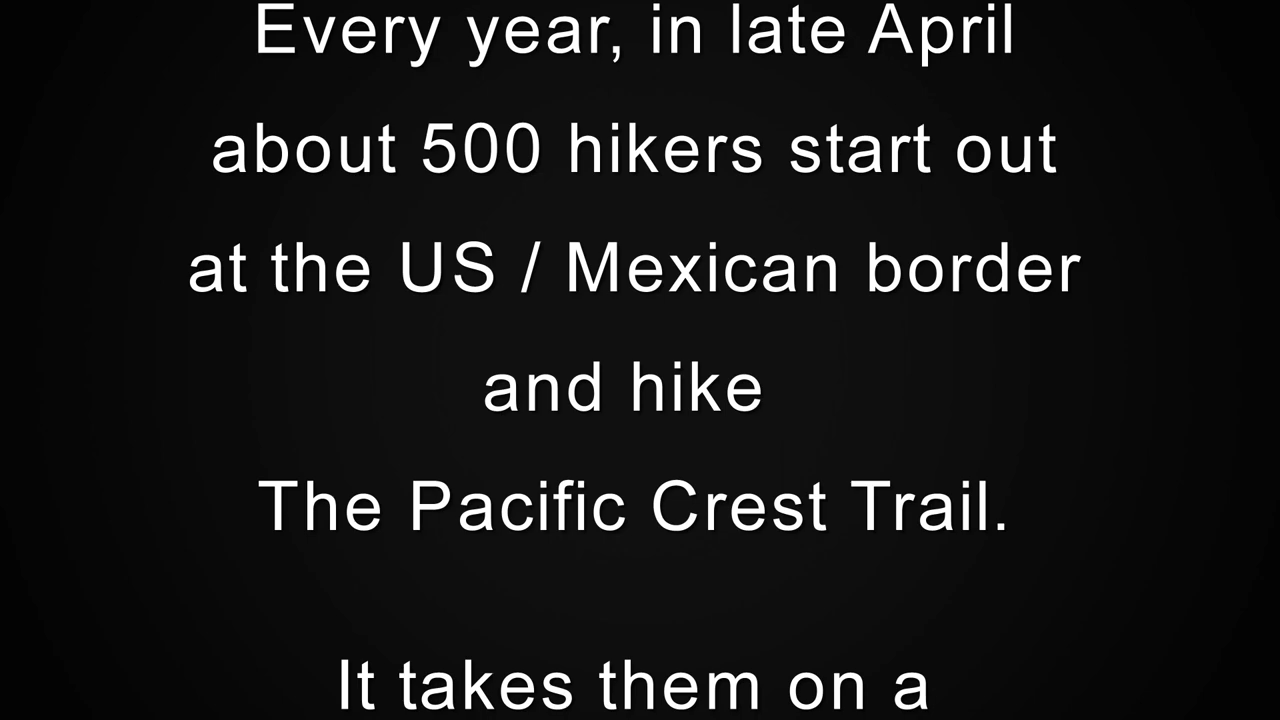 Every year, in late April
about 500 hikers start out
at the US / Mexican border
and hike
The Pacific Crest Trail.
It takes them on a